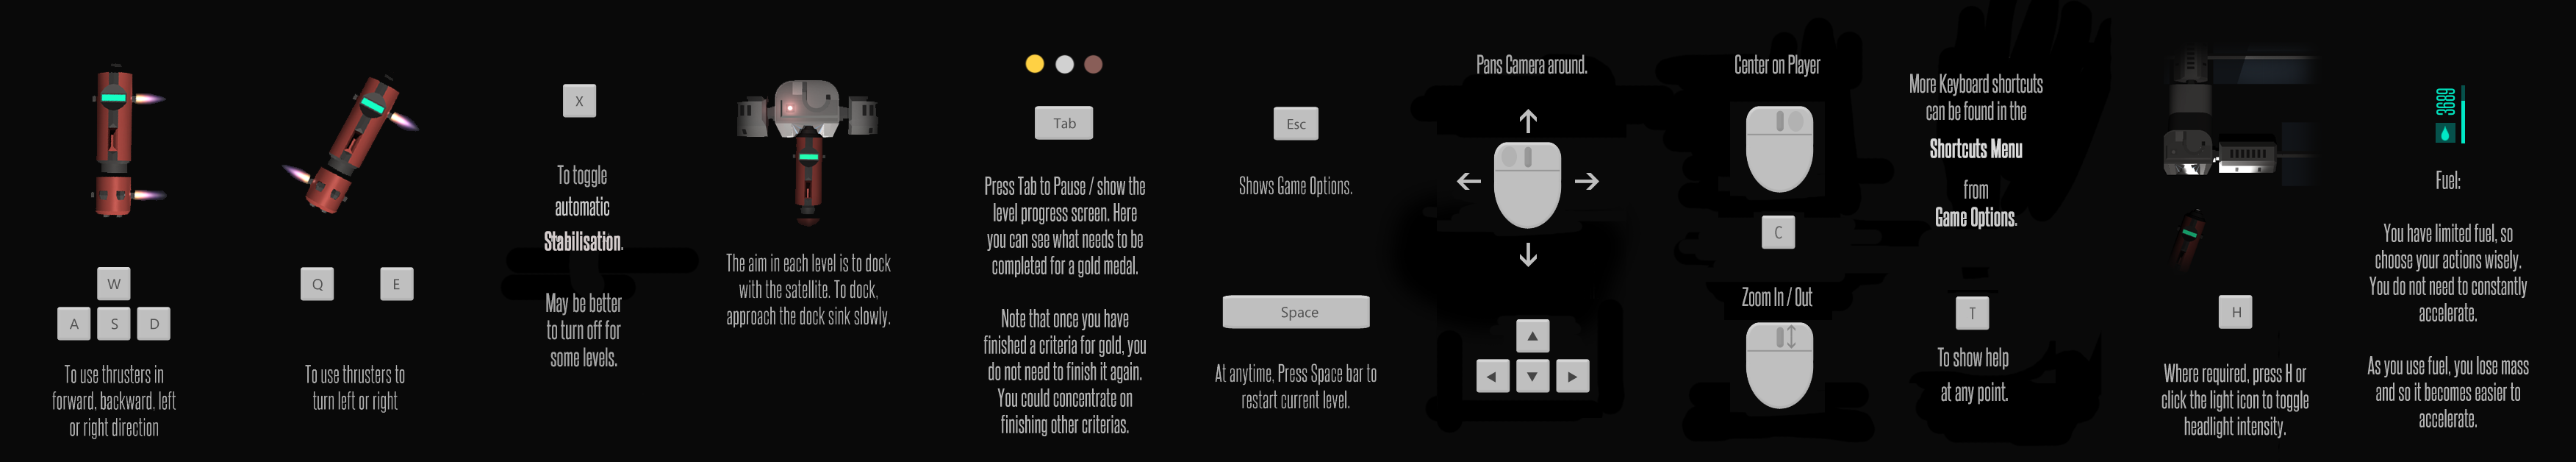 W
A S D
To use thrusters in
forward, backward, left
or right direction
Q E
To use thrusters to
turn left or right
X
To toggle
automatic
Stabilisation.
May be better
to turn off for
some levels.
The aim in each level is to dock
with the satellite. To dock,
approach the dock sink slowly.
Tab
Press Tab to Pause / show the
level progress screen. Here
you can see what needs to be
completed for a gold medal.
Note that once you have
finished a criteria for gold, you
do not need to finish it again.
You could concentrate on
finishing other criterias.
Esc
Shows Game Options.
Space
At anytime, Press Space bar to
restart current level.
Pans Camera around.
Center on Player
C
Zoom In / Out
More Keyboard shortcuts
can be found in the
Shortcuts Menu
from
Game Options.
T
To show help
at any point.
H
Where required, press H or
click the light icon to toggle
headlight intensity.
3689
Fuel:
You have limited fuel, so
choose your actions wisely.
You do not need to constantly
accelerate.
As you use fuel, you lose mass
and so it becomes easier to
accelerate.